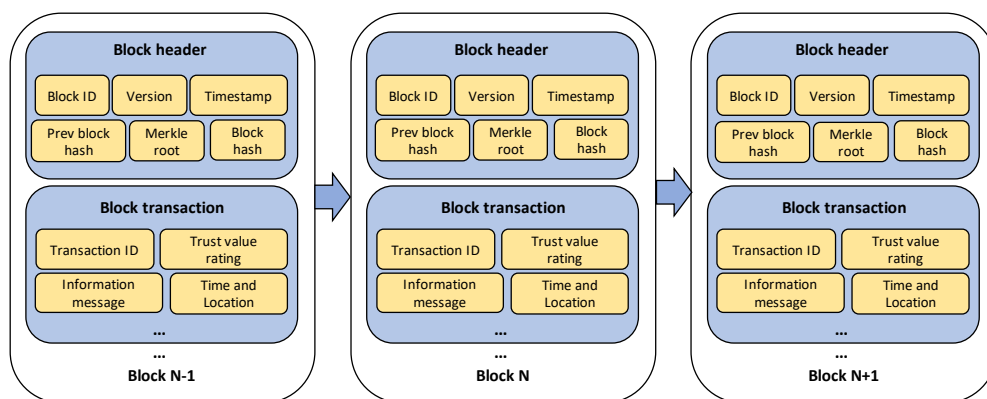 Block header
Block ID
Version
Timestamp
Prev block
hash
Merkle
root
Block
hash
Block transaction
Transaction ID
Trust value
rating
Information
message
Time and
Location
...
...
Block N-1
Block header
Block ID
Version
Timestamp
Prev block
hash
Merkle
root
Block
hash
Block transaction
Transaction ID
Trust value
rating
Information
message
Time and
Location
...
...
Block N
Block header
Block ID
Version
Timestamp
Prev block
hash
Merkle
root
Block
hash
Block transaction
Transaction ID
Trust value
rating
Information
message
Time and
Location
...
...
Block N+1